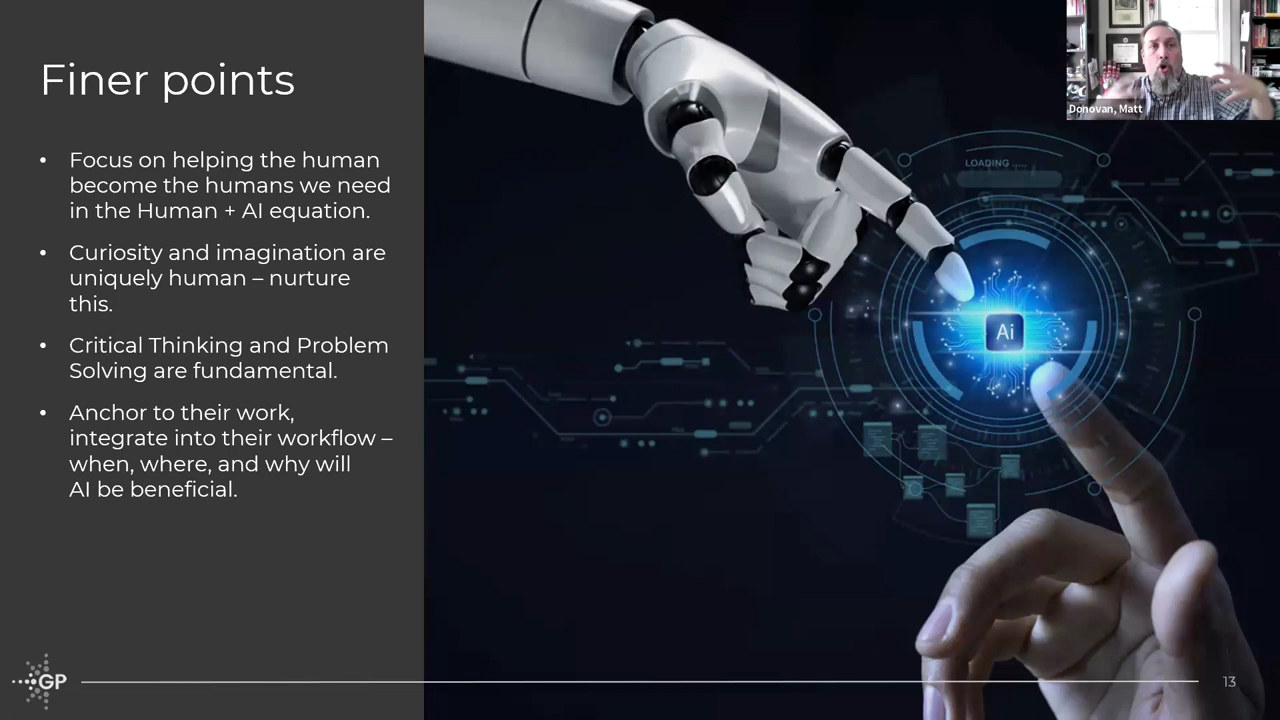 Finer points
• Focus on helping the human
become the humans we need
in the Human + AI equation.
• Curiosity and imagination are
uniquely human – nurture
this.
• Critical Thinking and Problem
Solving are fundamental.
• Anchor to their work,
integrate into their workflow –
when, where, and why will
AI be beneficial.
Donovan, Matt
LOADING ......
Ai
GP
13